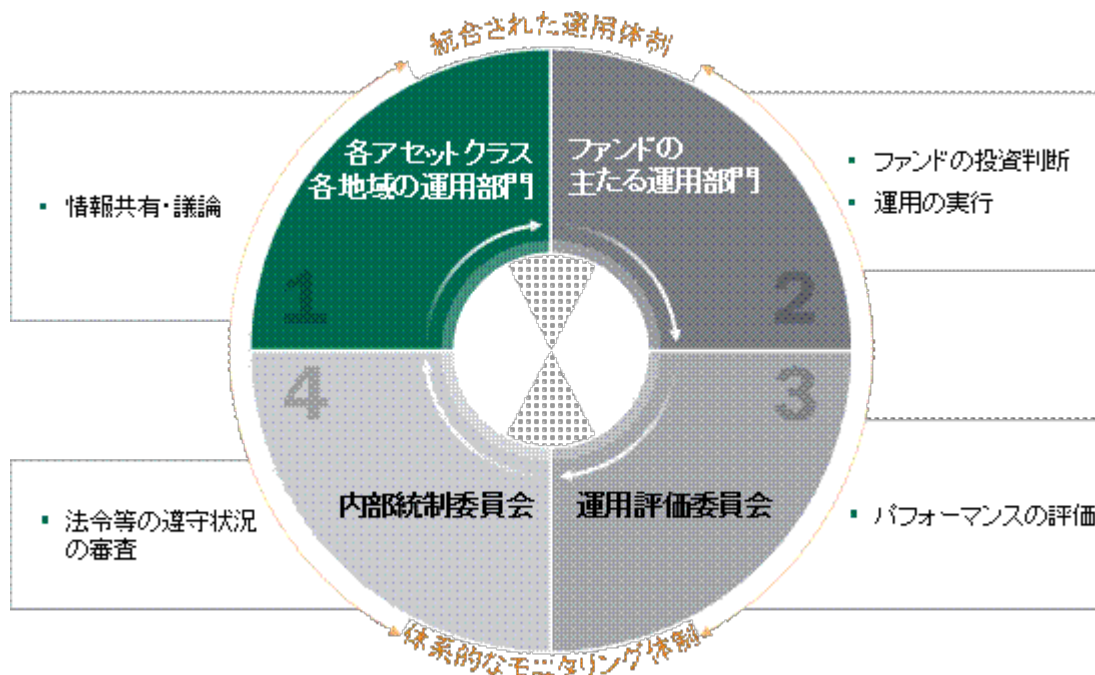 統合された運用体制
各アセットクラス
各地域の運用部門
ファンドの
主たる運用部門
・ 情報共有・議論
・ ファンドの投資判断
・ 運用の実行
1
2
4
3
内部統制委員会
運用評価委員会
・ 法令等の遵守状況
の審査
・ パフォーマンスの評価
体系的なモニタリング体制